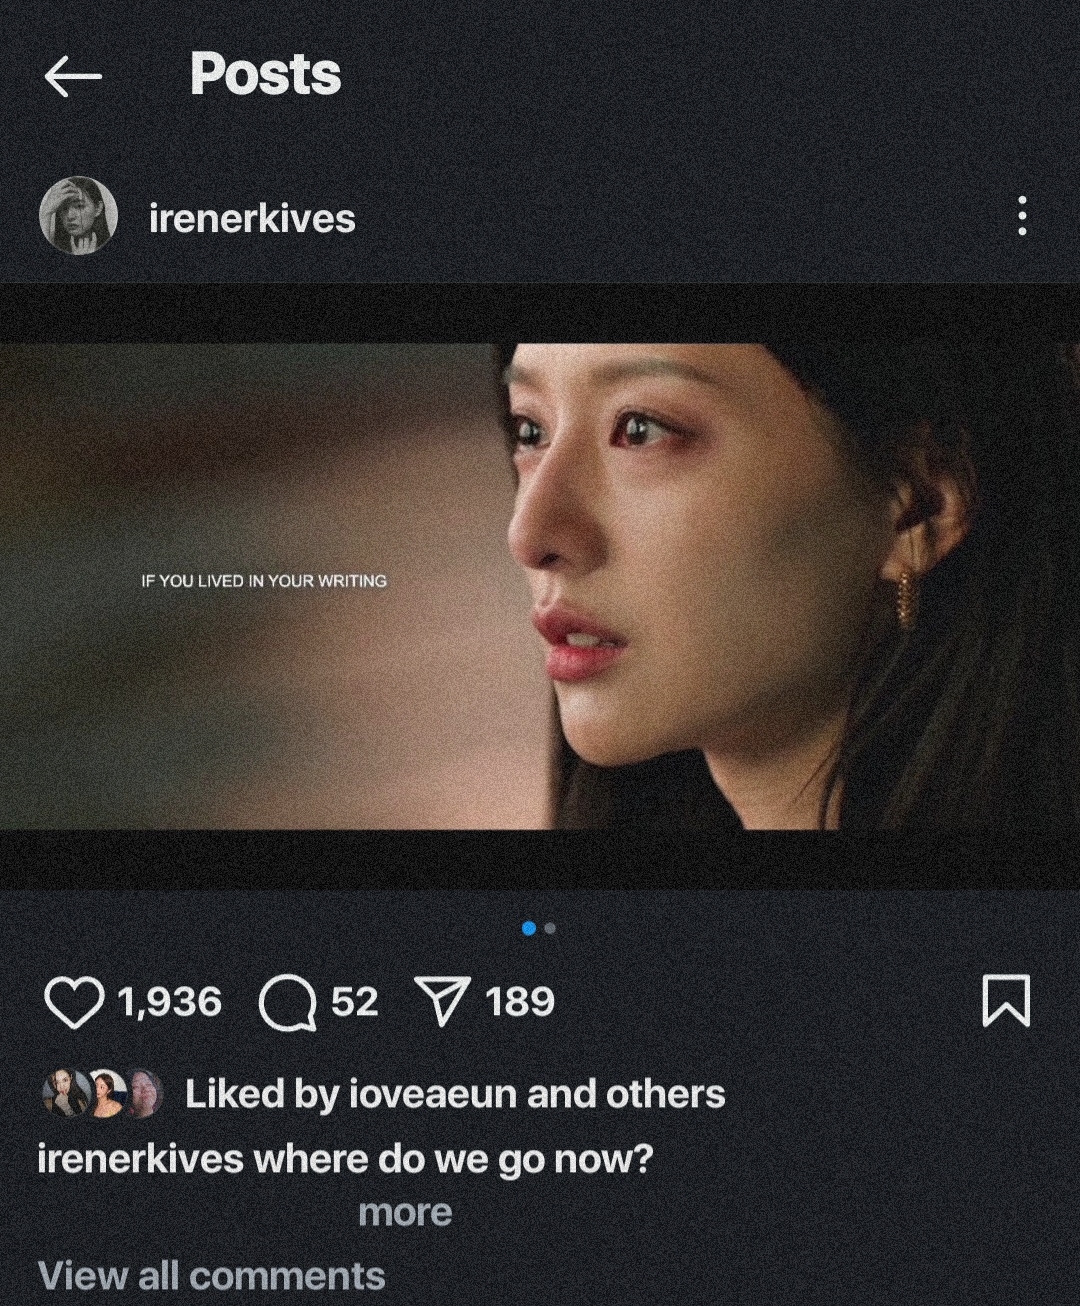 Posts
irenerkives
IF YOU LIVED IN YOUR WRITING
1,936 52 189
Liked by ioveaeun and others
irenerkives where do we go now?
more
View all comments